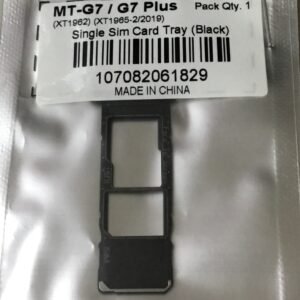 MT-G7 / G7 Plus Pack Qty. 1
(XT1962) (XT1965-2/2019)
Single Sim Card Tray (Black)
107082061829
MADE IN CHINA